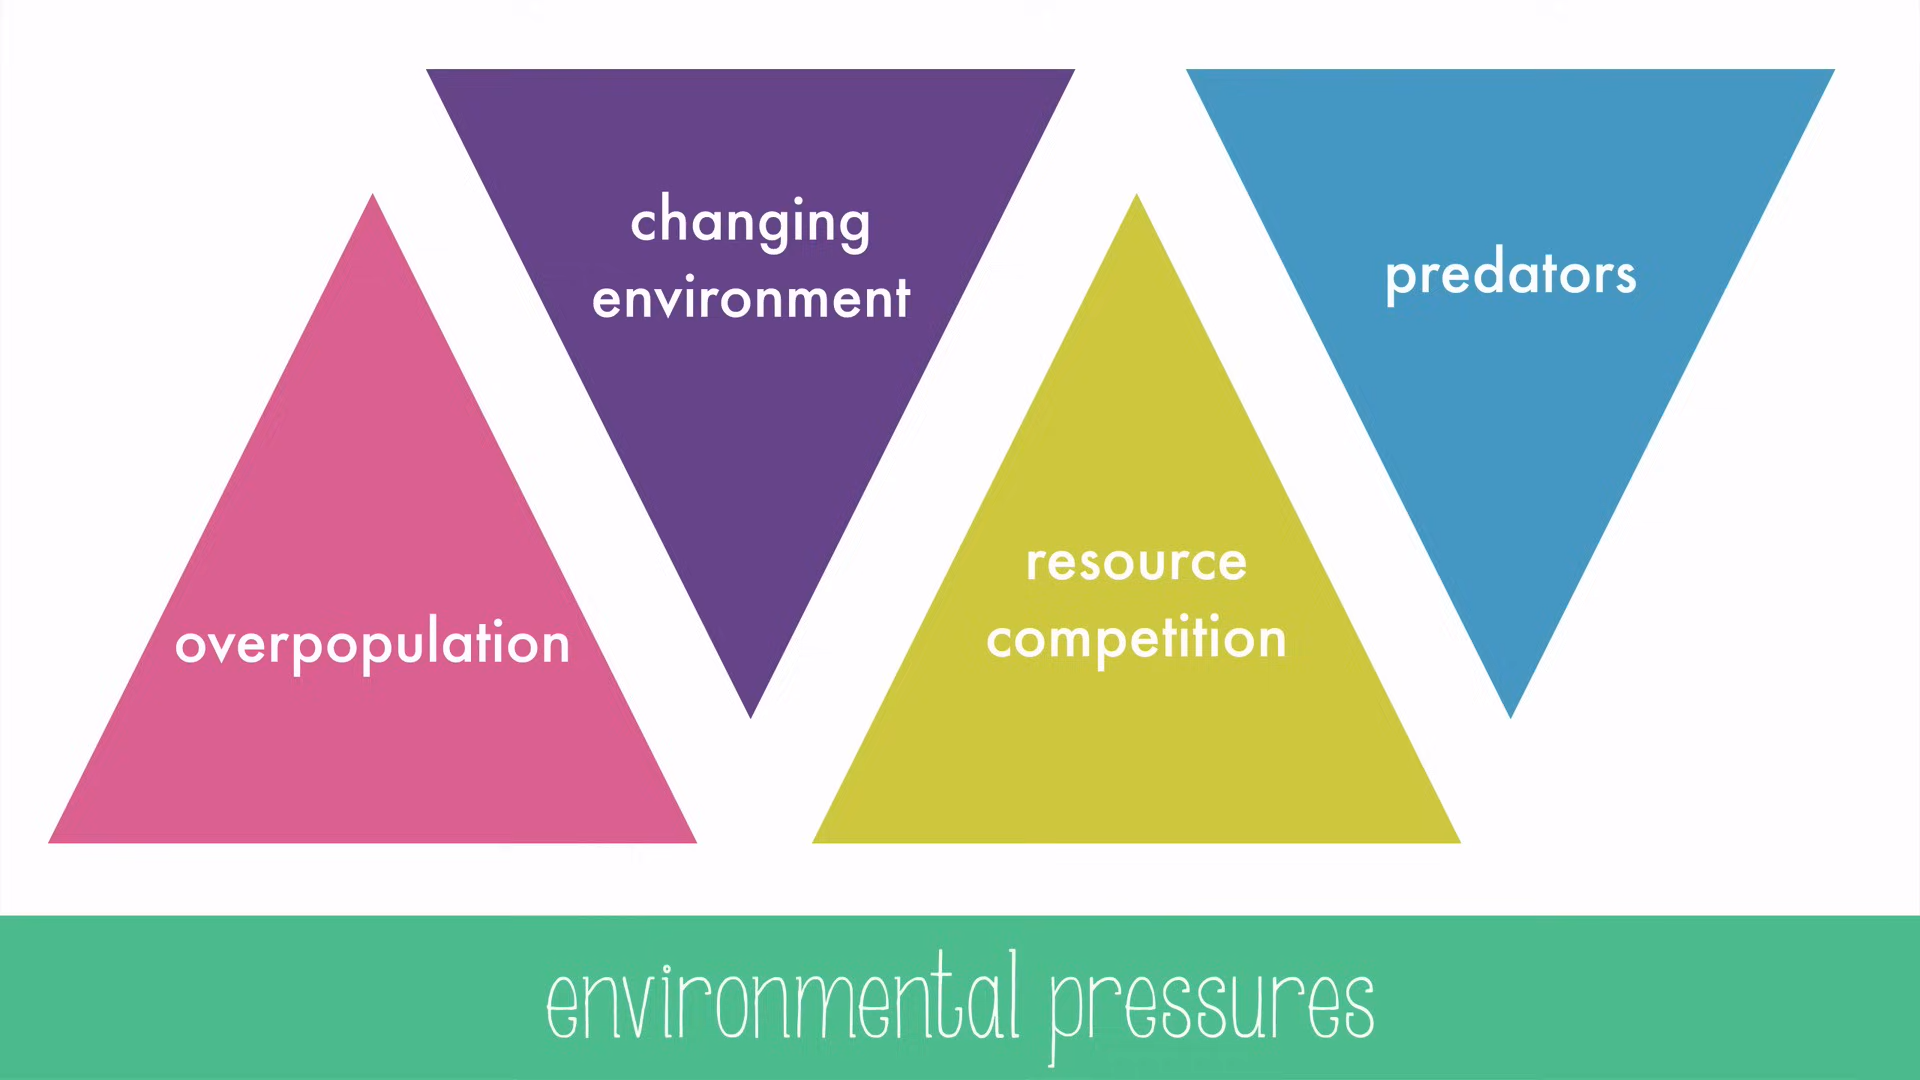 overpopulation
changing
environment
resource
competition
predators
environmental pressures